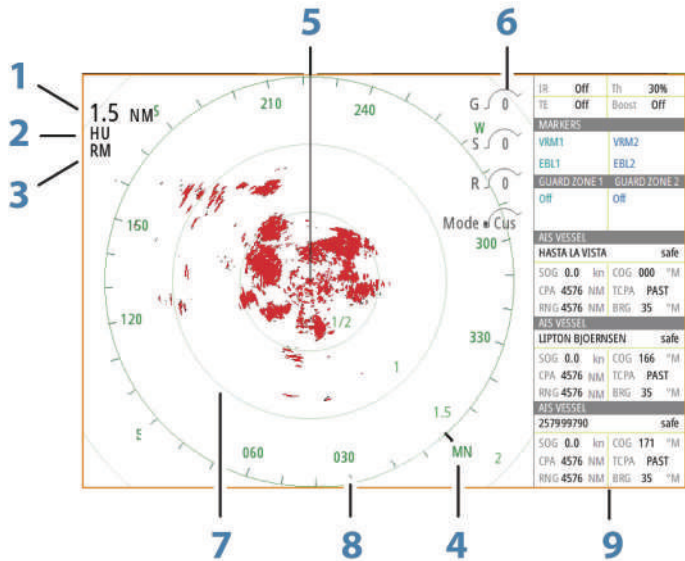 5
6
1
2
3
1.5 NM
HU
RM
S
210
240
W
G 0
S 0
R 0
Mode Cus
300
330
150
120
E
060
030
MN
1/2
1
1.5
2
IR Off Th 30%
TE Off Boost Off
MARKERS
VRM1 VRM2
EBL1 EBL2
GUARD ZONE 1 GUARD ZONE 2
Off Off
AIS VESSEL
HASTA LA VISTA safe
SOG 0.0 kn COG 000 °M
CPA 4576 NM TCPA PAST
RNG 4576 NM BRG 35 °M
AIS VESSEL
LIPTON BJOERNSEN safe
SOG 0.0 kn COG 166 °M
CPA 4576 NM TCPA PAST
RNG 4576 NM BRG 35 °M
AIS VESSEL
257999790 safe
SOG 0.0 kn COG 171 °M
CPA 4576 NM TCPA PAST
RNG 4576 NM BRG 35 °M
7
8
4
9